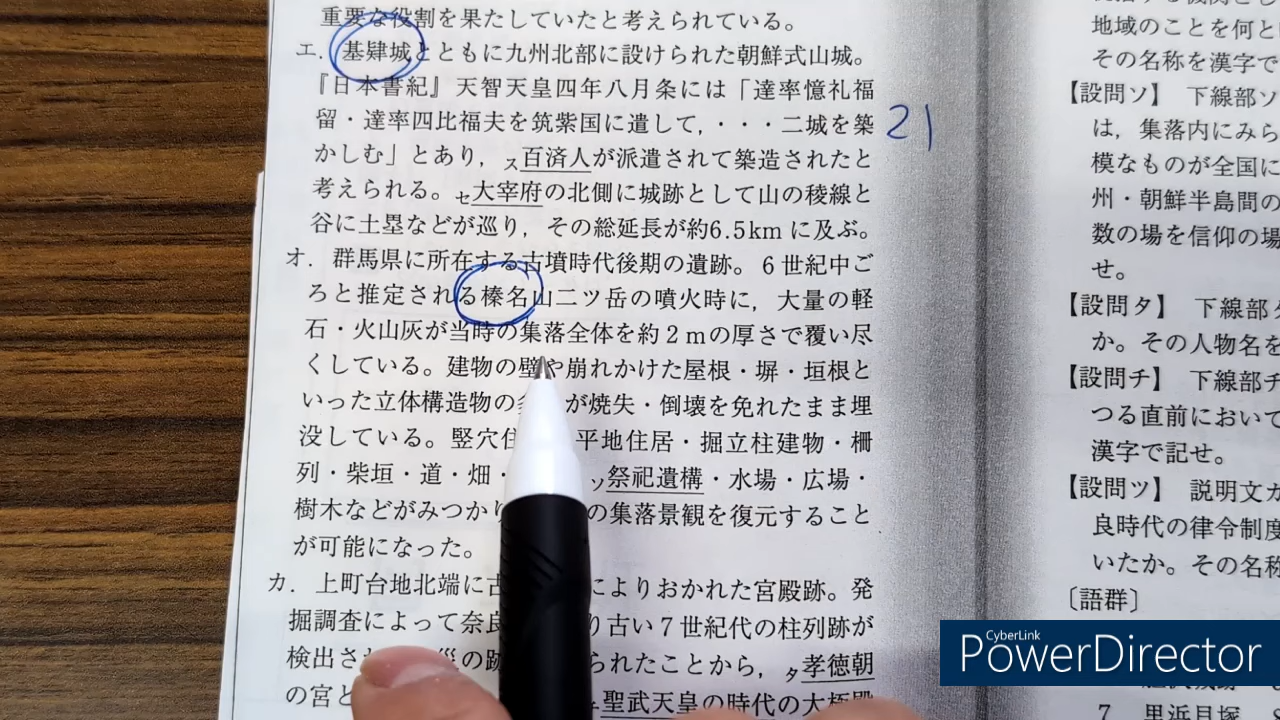 重要な役割を果たしていたと考えられている。
エ．基肄城とともに九州北部に設けられた朝鮮式山城。
『日本書紀』天智天皇四年八月条には「達率憶礼福
留・達率四比福夫を筑紫国に遣して，・・・二城を築
かしむ」とあり，ス百済人が派遣されて築造されたと
考えられる。セ大宰府の北側に城跡として山の稜線と
谷に土塁などが巡り，その総延長が約6.5kmに及ぶ。
オ．群馬県に所在する古墳時代後期の遺跡。6世紀中ご
ろと推定される榛名山二ツ岳の噴火時に，大量の軽
石・火山灰が当時の集落全体を約2mの厚さで覆い尽
くしている。建物の壁や崩れかけた屋根・塀・垣根と
いった立体構造物の が焼失・倒壊を免れたまま埋
没している。竪穴住 平地住居・掘立柱建物・柵
列・柴垣・道・畑・ ソ祭祀遺構・水場・広場・
樹木などがみつかり の集落景観を復元すること
が可能になった。
カ．上町台地北端に古 によりおかれた宮殿跡。発
掘調査によって奈良 り古い7世紀代の柱列跡が
検出さ 災の跡 られたことから，タ孝徳朝
の宮と 聖武天皇の時代の大極殿
21
地域のことを何と
その名称を漢字で
【設問ソ】 下線部ソ
は，集落内にみら
模なものが全国に
州・朝鮮半島間の
数の場を信仰の場
せ。
【設問タ】 下線部タ
か。その人物名を
【設問チ】 下線部チ
つる直前において
漢字で記せ。
【設問ツ】 説明文カ
良時代の律令制度
いたか。その名称
〔語群〕
7 里浜貝塚
CyberLink
PowerDirector